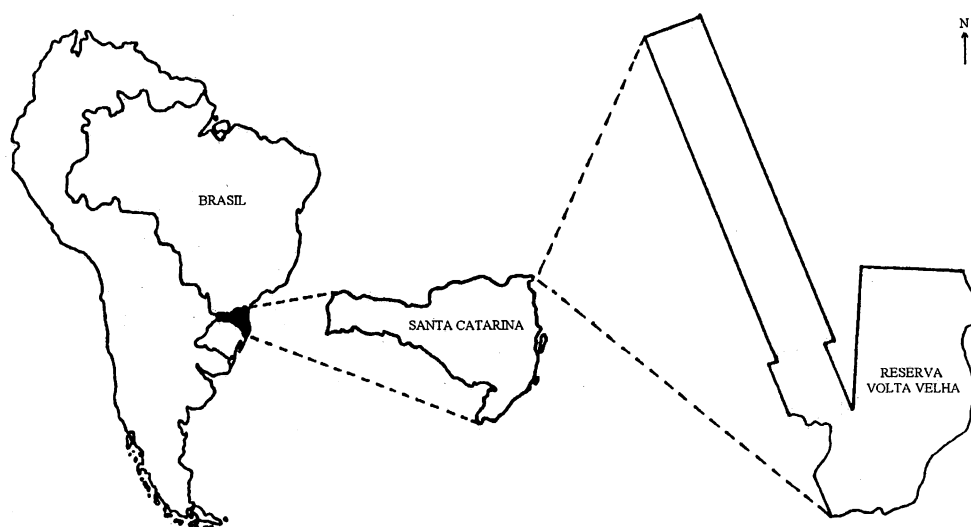 N
BRASIL
SANTA CATARINA
RESERVA
VOLTA VELHA